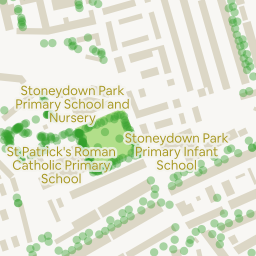 Stoneydown Park
Primary School and
Nursery
Stoneydown Park
Primary Infant
School
St Patrick's Roman
Catholic Primary
School